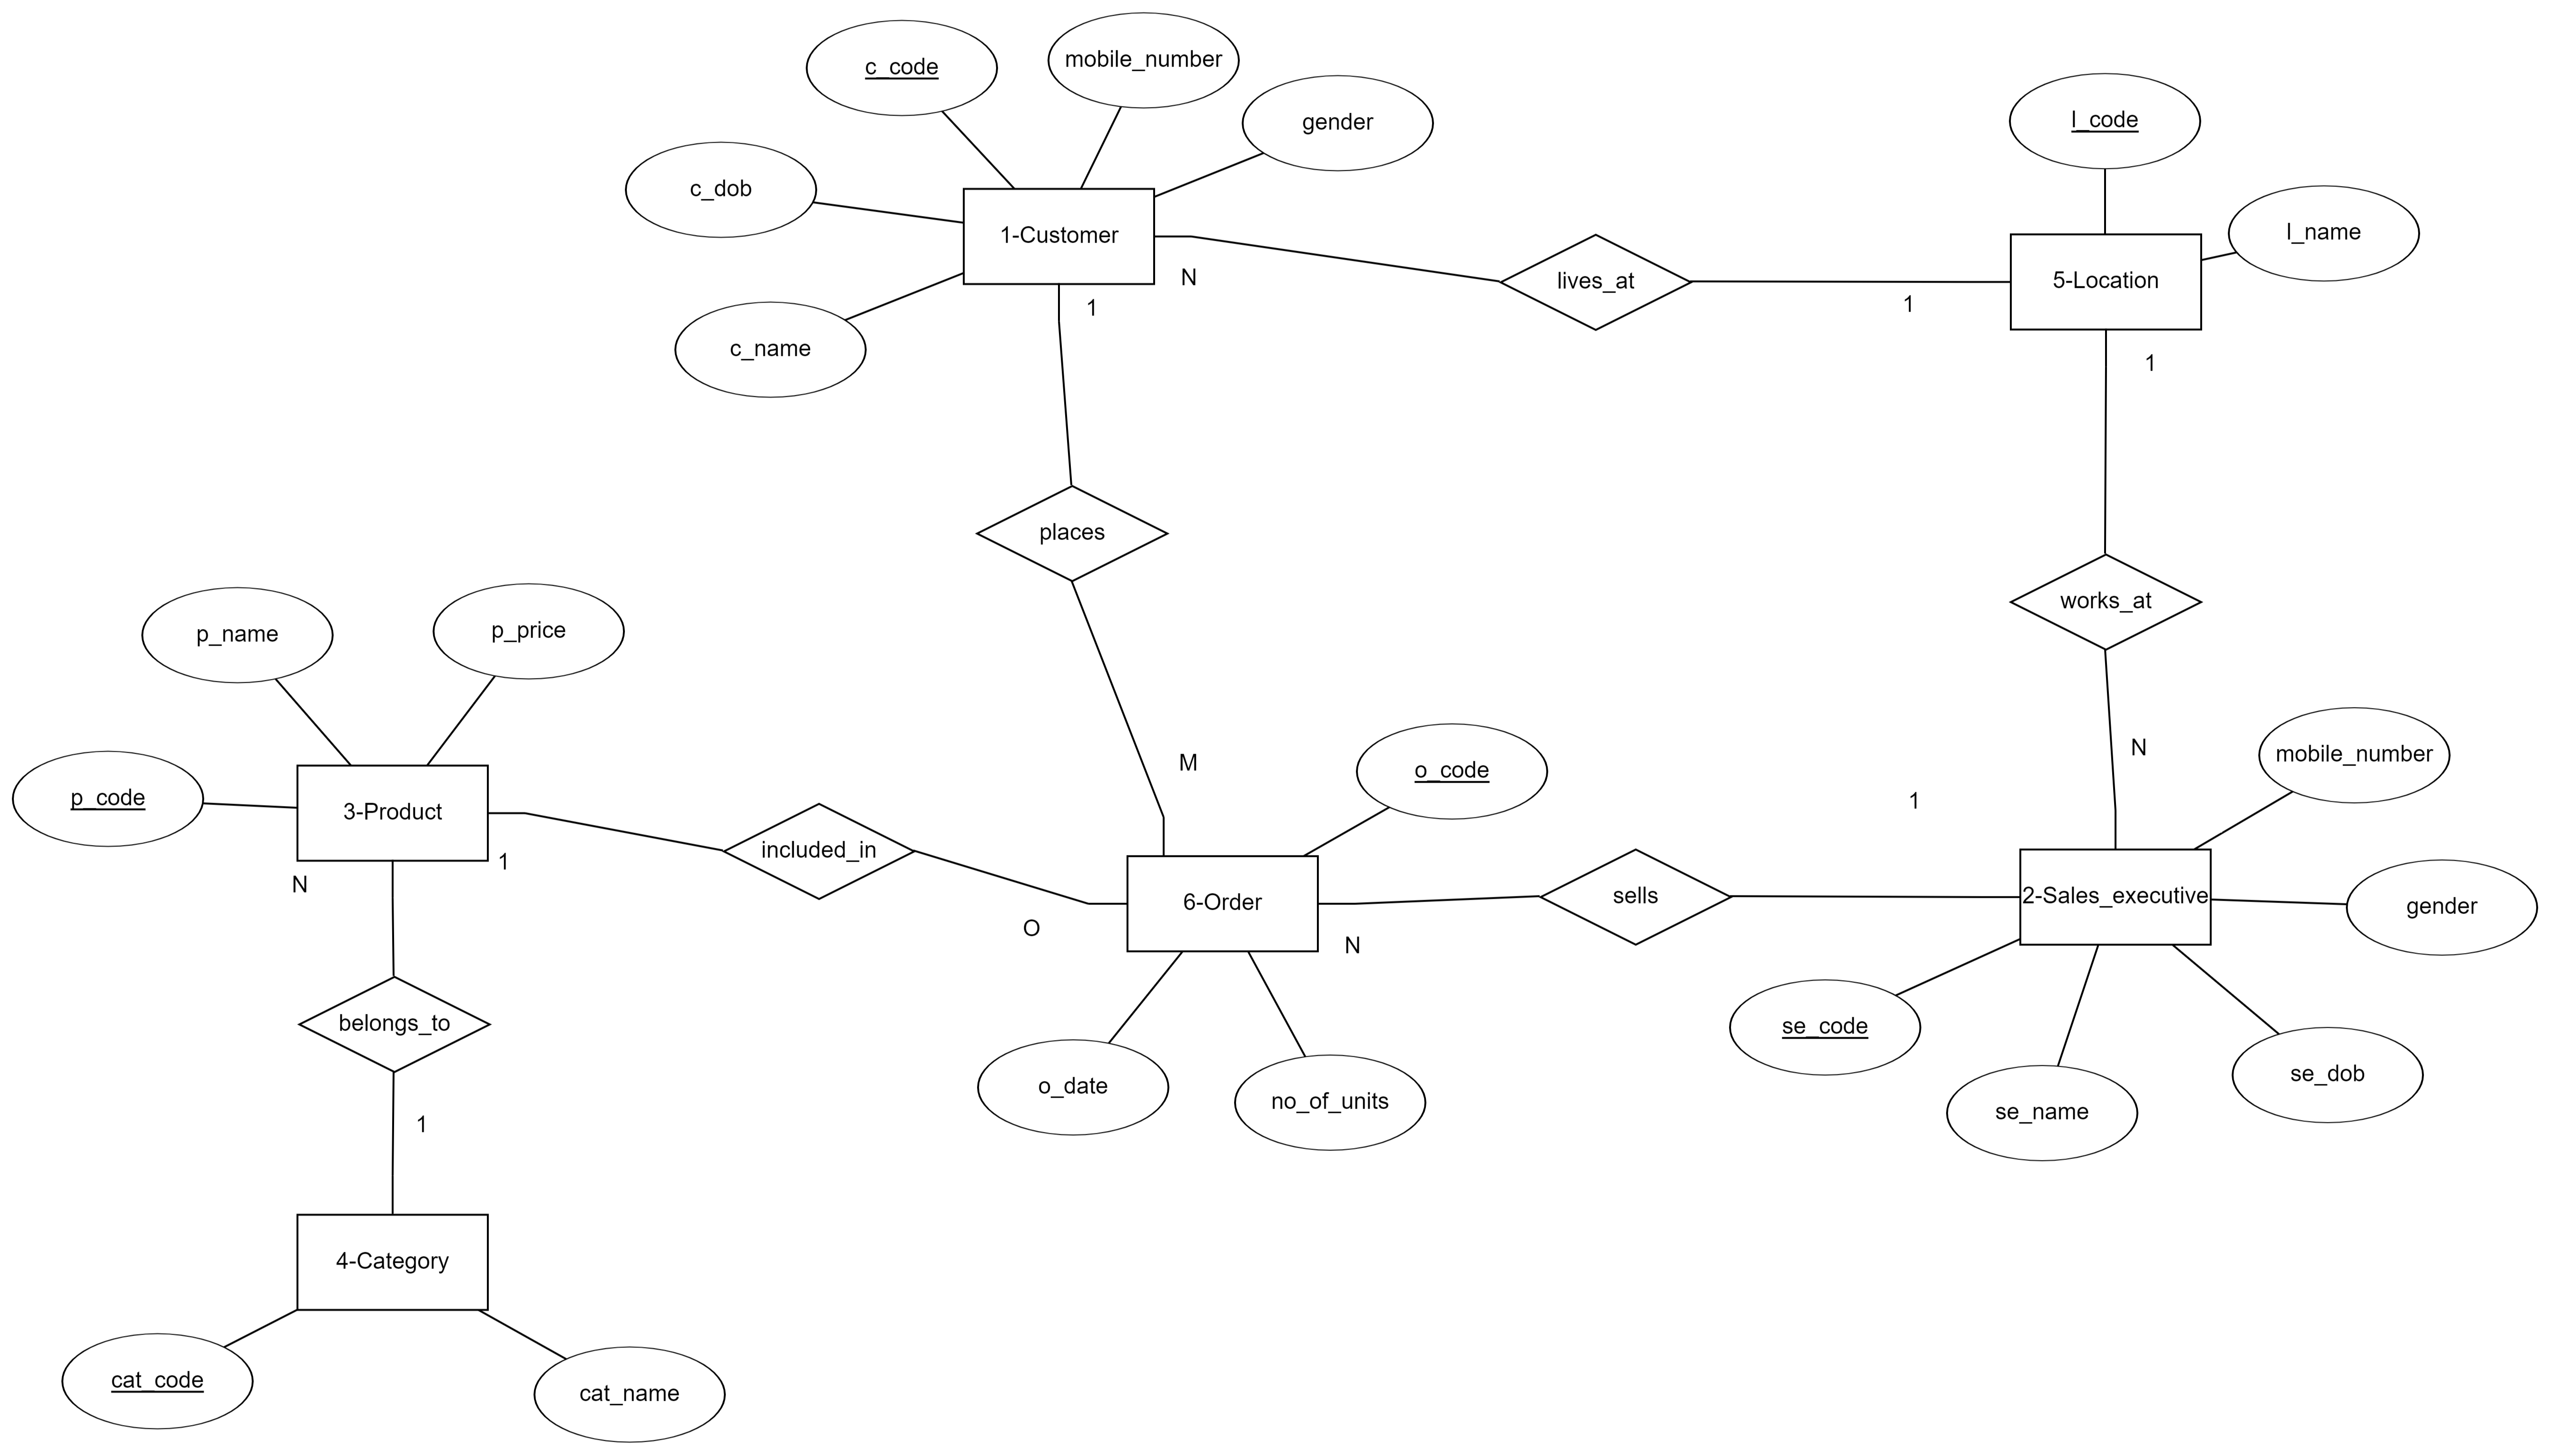 c_code
mobile_number
gender
c_dob
1-Customer
c_name
N
1
lives_at
1
l_code
l_name
5-Location
1
places
works_at
p_name
p_price
p_code
3-Product
1
N
included_in
O
M
o_code
6-Order
N
sells
1
N
mobile_number
2-Sales_executive
gender
se_code
se_name
se_dob
o_date
no_of_units
belongs_to
1
4-Category
cat_code
cat_name